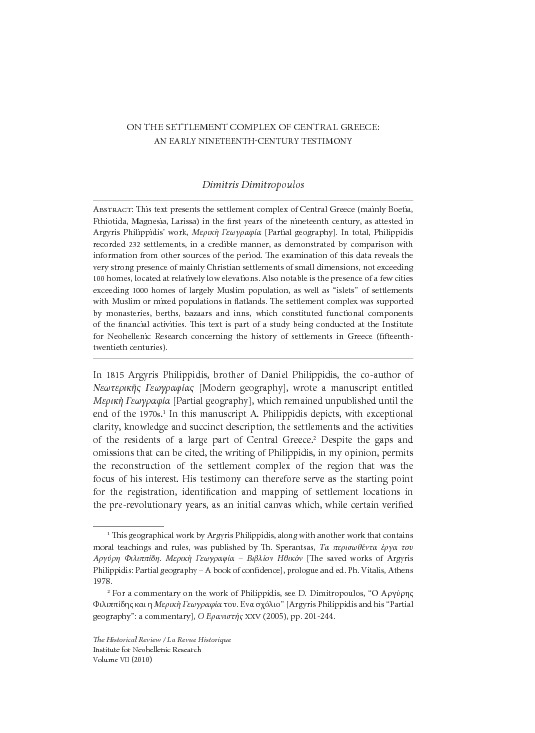 ON THE SETTLEMENT COMPLEX OF CENTRAL GREECE:
AN EARLY NINETEENTH-CENTURY TESTIMONY
Dimitris Dimitropoulos
ABSTRACT: This text presents the settlement complex of Central Greece (mainly Boetia,
Fthiotida, Magnesia, Larissa) in the first years of the nineteenth century, as attested in
Argyris Philippidis' work, Μερική Γεωγραφία [Partial geography]. In total, Philippidis
recorded 232 settlements, in a credible manner, as demonstrated by comparison with
information from other sources of the period. The examination of this data reveals the
very strong presence of mainly Christian settlements of small dimensions, not exceeding
100 homes, located at relatively low elevations. Also notable is the presence of a few cities
exceeding 1000 homes of largely Muslim population, as well as "islets" of settlements
with Muslim or mixed populations in flatlands. The settlement complex was supported
by monasteries, berths, bazaars and inns, which constituted functional components
of the financial activities. This text is part of a study being conducted at the Institute
for Neohellenic Research concerning the history of settlements in Greece (fifteenth-
twentieth centuries).
In 1815 Argyris Philippidis, brother of Daniel Philippidis, the co-author of
Νεωτερικής Γεωγραφίας [Modern geography], wrote a manuscript entitled
Μερική Γεωγραφία [Partial geography], which remained unpublished until the
end of the 1970s.¹ In this manuscript A. Philippidis depicts, with exceptional
clarity, knowledge and succinct description, the settlements and the activities
of the residents of a large part of Central Greece.² Despite the gaps and
omissions that can be cited, the writing of Philippidis, in my opinion, permits
the reconstruction of the settlement complex of the region that was the
focus of his interest. His testimony can therefore serve as the starting point
for the registration, identification and mapping of settlement locations in
the pre-revolutionary years, as an initial canvas which, while certain verified
¹ This geographical work by Argyris Philippidis, along with another work that contains
moral teachings and rules, was published by Th. Sperantsas, Τα περισωθέντα έργα του
Αργύρη Φιλιππίδη. Μερική Γεωγραφία – Βιβλίον Ηθικόν [The saved works of Argyris
Philippidis: Partial geography – A book of confidence], prologue and ed. Ph. Vitalis, Athens
1978.
² For a commentary on the work of Philippidis, see D. Dimitropoulos, "Ο Αργύρης
Φιλιππίδης και η Μερική Γεωγραφία του. Ένα σχόλιο" [Argyris Philippidis and his "Partial
geography": a commentary], Ο Ερανιστής XXV (2005), pp. 201-244.
The Historical Review / La Revue Historique
Institute for Neohellenic Research
Volume VII (2010)